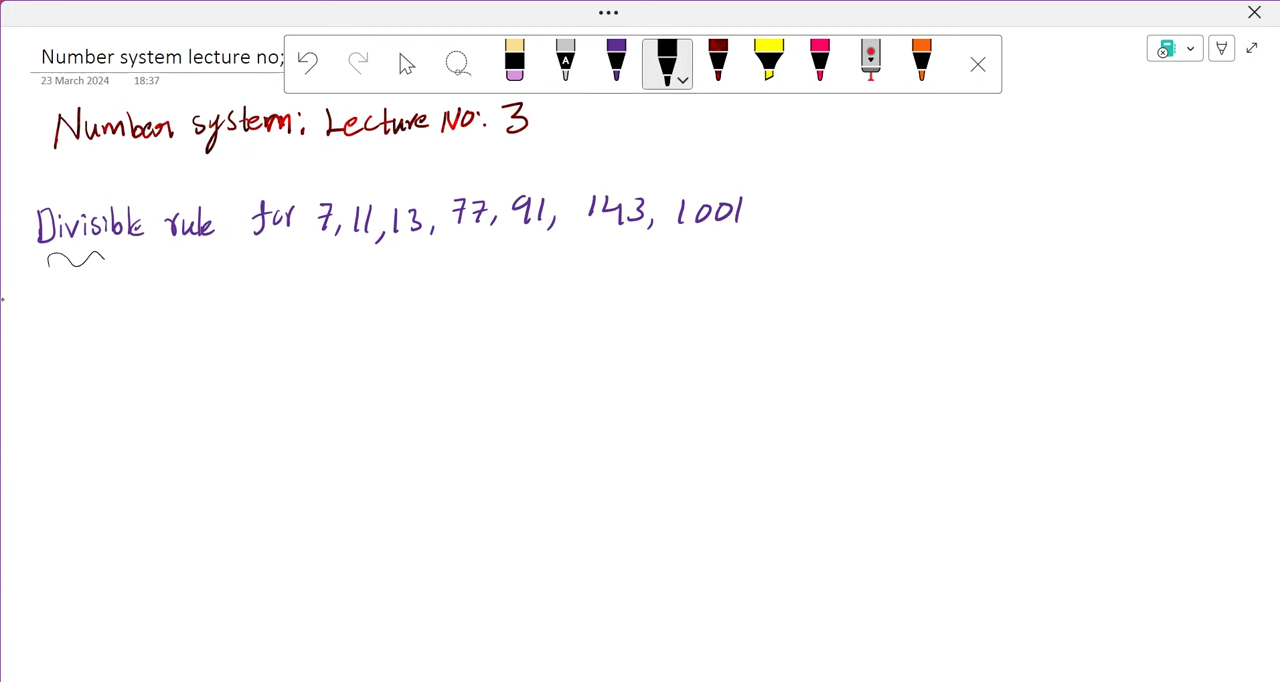 Number system lecture no;
23 March 2024 18:37
Number system: Lecture No: 3
Divisible rule for 7, 11, 13, 77, 91, 143, 1001